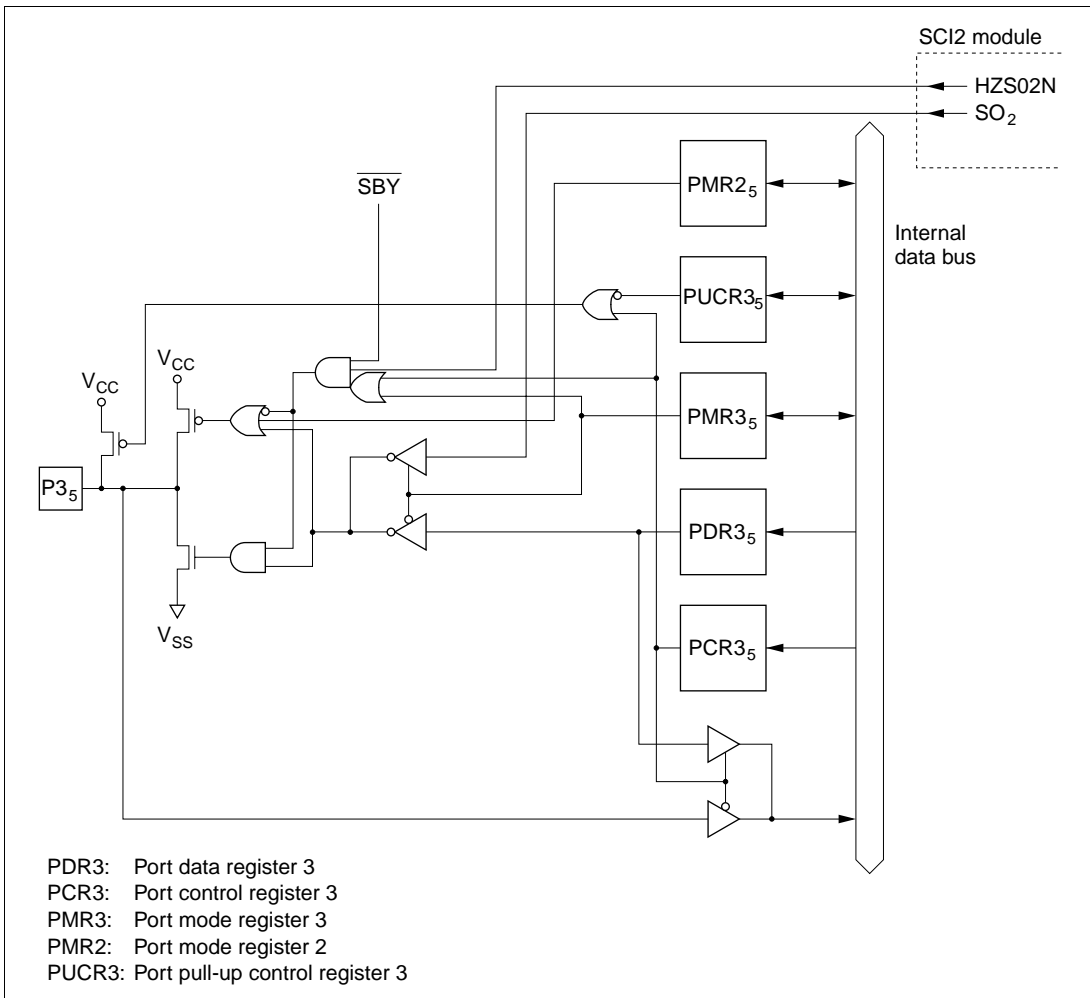 SCI2 module
HZS02N
SO2
SBY
PMR25
Internal
data bus
PUCR35
VCC
VCC
PMR35
P35
PDR35
VSS
PCR35
PDR3: Port data register 3
PCR3: Port control register 3
PMR3: Port mode register 3
PMR2: Port mode register 2
PUCR3: Port pull-up control register 3